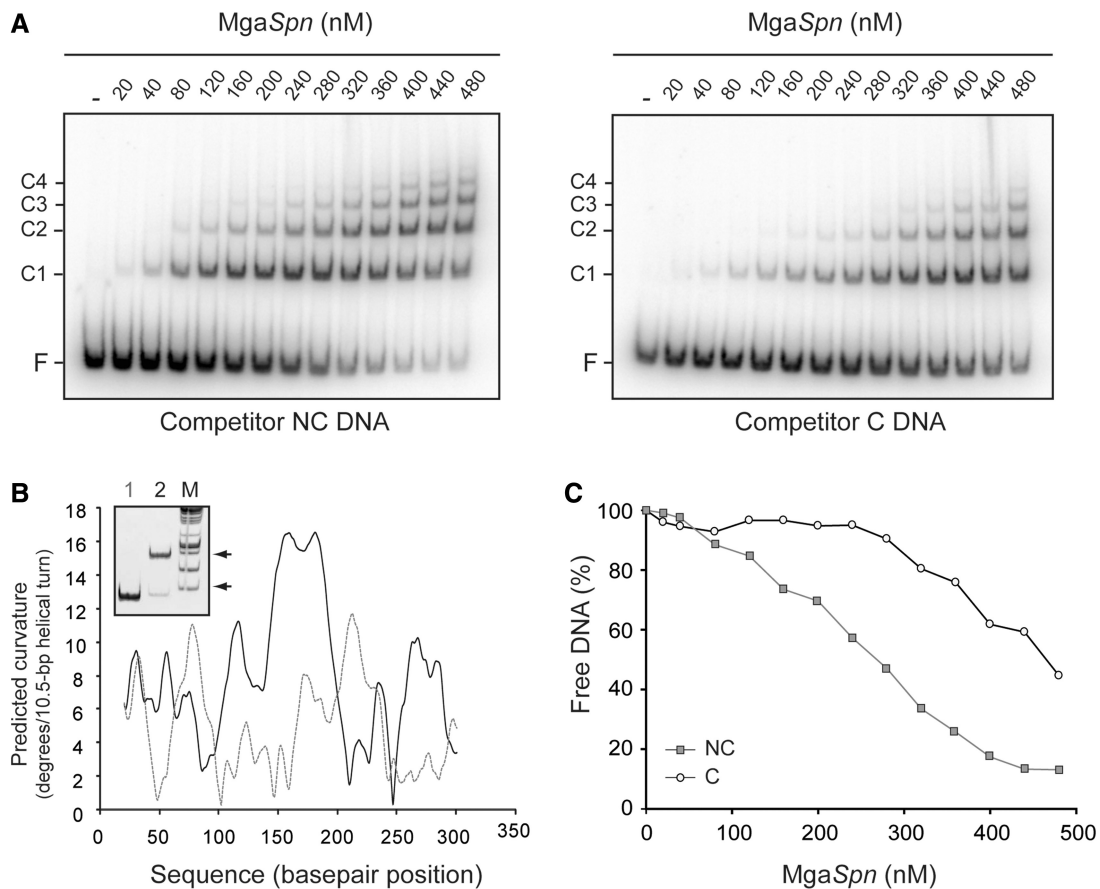 A
MgaSpn (nM)
- 20 40 80 120 160 200 240 280 320 360 400 440 480
C4
C3
C2
C1
F
Competitor NC DNA
MgaSpn (nM)
- 20 40 80 120 160 200 240 280 320 360 400 440 480
C4
C3
C2
C1
F
Competitor C DNA
B
1 2 M
18
16
14
12
10
8
6
4
2
0
0 50 100 150 200 250 300 350
Predicted curvature
(degrees/10.5-bp helical turn)
Sequence (basepair position)
C
100
80
60
40
20
0
0 100 200 300 400 500
Free DNA (%)
NC
C
MgaSpn (nM)